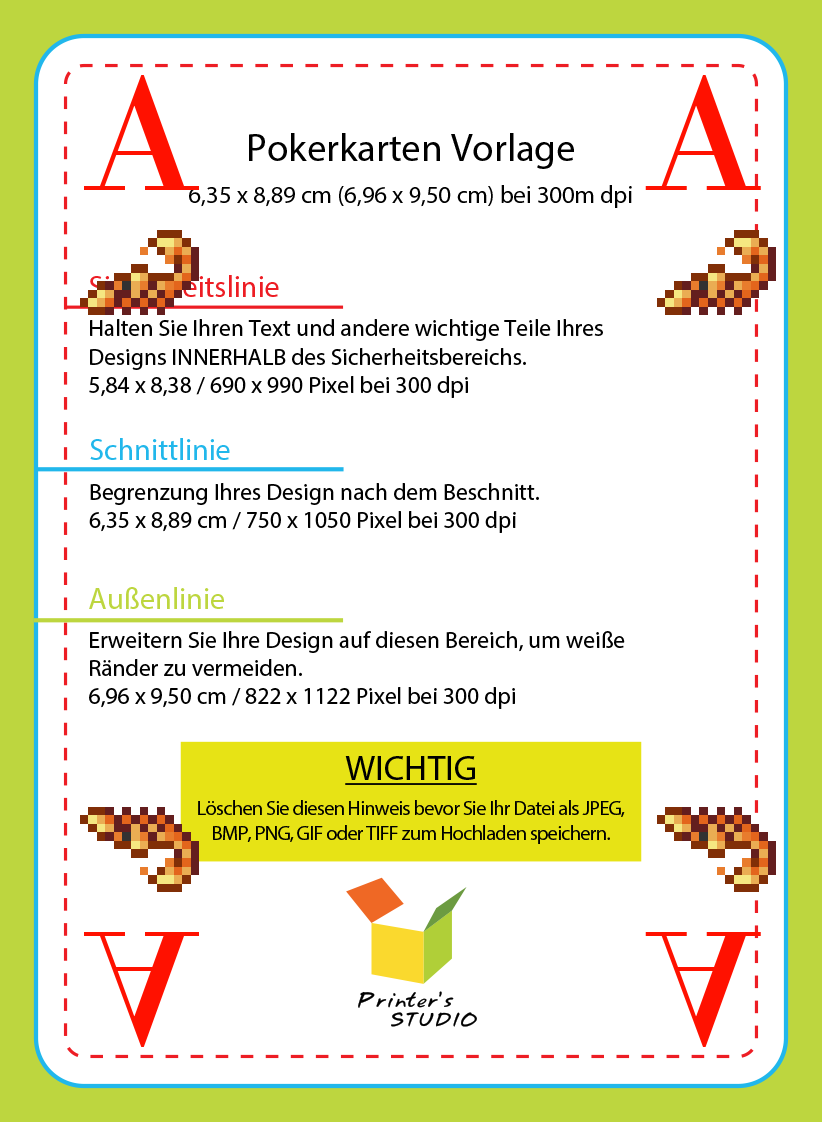 A A
Pokerkarten Vorlage
6,35 x 8,89 cm (6,96 x 9,50 cm) bei 300m dpi
Halten Sie Ihren Text und andere wichtige Teile Ihres
Designs INNERHALB des Sicherheitsbereichs.
5,84 x 8,38 / 690 x 990 Pixel bei 300 dpi
Schnittlinie
Begrenzung Ihres Design nach dem Beschnitt.
6,35 x 8,89 cm / 750 x 1050 Pixel bei 300 dpi
Außenlinie
Erweitern Sie Ihre Design auf diesen Bereich, um weiße
Ränder zu vermeiden.
6,96 x 9,50 cm / 822 x 1122 Pixel bei 300 dpi
WICHTIG
Löschen Sie diesen Hinweis bevor Sie Ihr Datei als JPEG,
BMP, PNG, GIF oder TIFF zum Hochladen speichern.
Printer's
STUDIO
A A